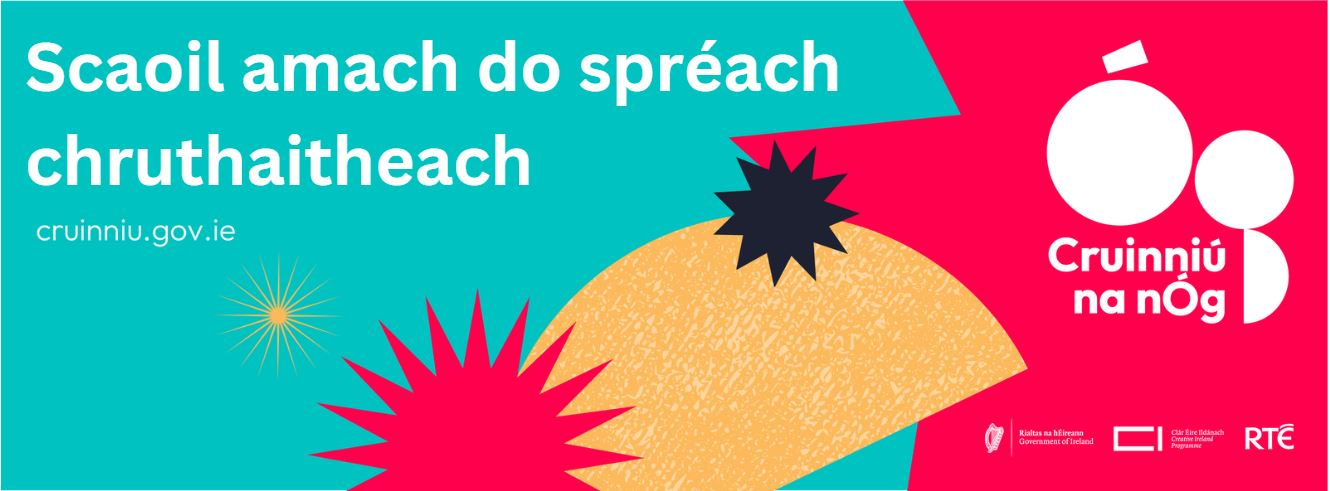 Scaoil amach do spréach
chruthaitheach
cruinniu.gov.ie
Cruinniú
na nÓg
Rialtas na hÉireann
Government of Ireland
Clár Éire Ildánach
Creative Ireland
Programme
RTÉ